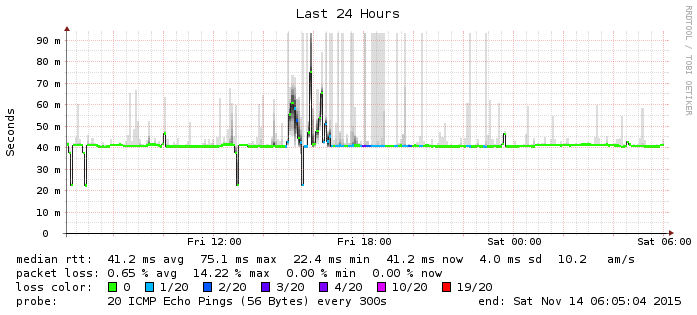 Last 24 Hours
RRDTOOL / TOBI OETIKER
Seconds
90 m
80 m
70 m
60 m
50 m
40 m
30 m
20 m
10 m
0
Fri 12:00 Fri 18:00 Sat 00:00 Sat 06:00
median rtt: 41.2 ms avg 75.1 ms max 22.4 ms min 41.2 ms now 4.0 ms sd 10.2 am/s
packet loss: 0.65 % avg 14.22 % max 0.00 % min 0.00 % now
loss color: 0 1/20 2/20 3/20 4/20 10/20 19/20
probe: 20 ICMP Echo Pings (56 Bytes) every 300s end: Sat Nov 14 06:05:04 2015